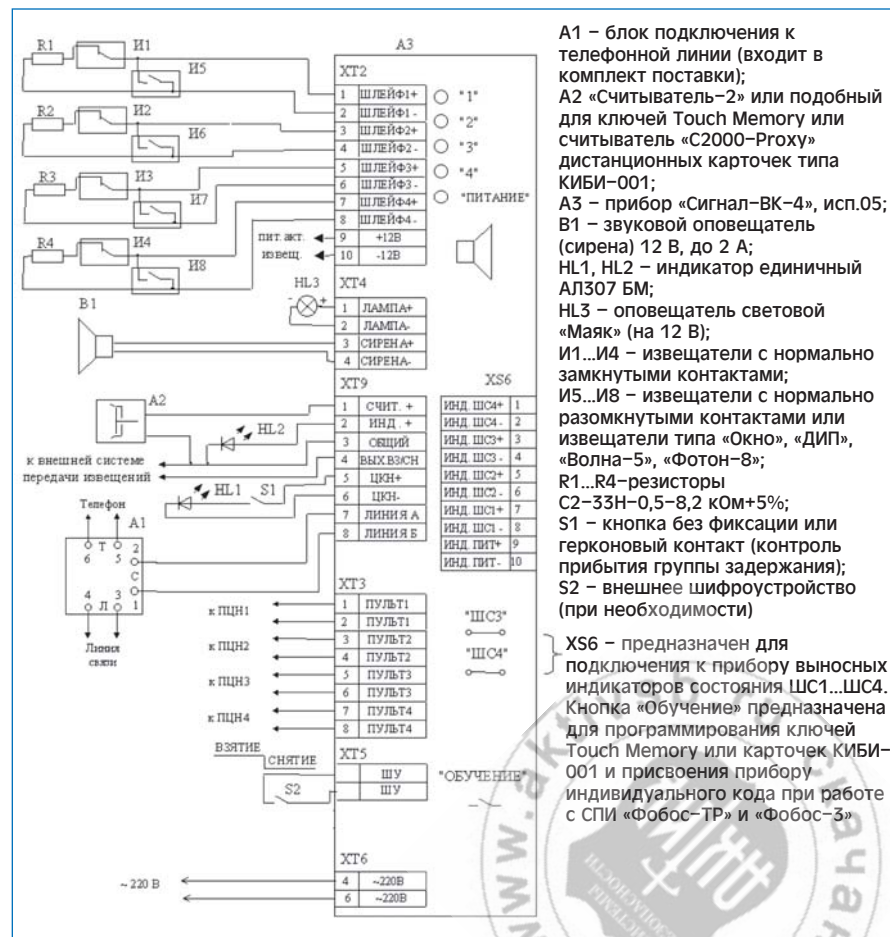 A3
R1
И1
И5
R2
И2
И6
R3
И3
И7
R4
И4
И8
пит. акт.
извещ.
XT2
1 ШЛЕЙФ1+
2 ШЛЕЙФ1 -
3 ШЛЕЙФ2+
4 ШЛЕЙФ2 -
5 ШЛЕЙФ3+
6 ШЛЕЙФ3 -
7 ШЛЕЙФ4+
8 ШЛЕЙФ4 -
9 +12В
10 -12В
"1"
"2"
"3"
"4"
"ПИТАНИЕ"
HL3
- +
B1
XT4
1 ЛАМПА+
2 ЛАМПА-
3 СИРЕНА+
4 СИРЕНА-
A2
HL2
к внешней системе
передачи извещений
HL1
S1
XT9
1 СЧИТ. +
2 ИНД. +
3 ОБЩИЙ
4 ВЫХ.ВЗ/СН
5 ЦКН+
6 ЦКН-
7 ЛИНИЯ А
8 ЛИНИЯ Б
XS6
ИНД. ШС4+ 1
ИНД. ШС4 - 2
ИНД. ШС3+ 3
ИНД. ШС3 - 4
ИНД. ШС2+ 5
ИНД. ШС2 - 6
ИНД. ШС1+ 7
ИНД. ШС1 - 8
ИНД. ПИТ+ 9
ИНД. ПИТ - 10
Телефон
A1
Т 2
6 5
С
4 3
Л 1
Линия
связи
XT3
к ПЦН1
к ПЦН2
к ПЦН3
к ПЦН4
1 ПУЛЬТ1
2 ПУЛЬТ1
3 ПУЛЬТ2
4 ПУЛЬТ2
5 ПУЛЬТ3
6 ПУЛЬТ3
7 ПУЛЬТ4
8 ПУЛЬТ4
"ШС3"
"ШС4"
ВЗЯТИЕ
СНЯТИЕ
S2
XT5
ШУ
ШУ
"ОБУЧЕНИЕ"
XT6
~ 220 В
4 ~220В
6 ~220В
А1 – блок подключения к
телефонной линии (входит в
комплект поставки);
А2 «Считыватель–2» или подобный
для ключей Touch Memory или
считыватель «С2000–Proxy»
дистанционных карточек типа
КИБИ–001;
А3 – прибор «Сигнал–ВК–4», исп.05;
В1 – звуковой оповещатель
(сирена) 12 В, до 2 А;
HL1, HL2 – индикатор единичный
АЛ307 БМ;
HL3 – оповещатель световой
«Маяк» (на 12 В);
И1...И4 – извещатели с нормально
замкнутыми контактами;
И5...И8 – извещатели с нормально
разомкнутыми контактами или
извещатели типа «Окно», «ДИП»,
«Волна–5», «Фотон–8»;
R1...R4–резисторы
С2–33Н–0,5–8,2 кОм+5%;
S1 – кнопка без фиксации или
герконовый контакт (контроль
прибытия группы задержания);
S2 – внешнее шифроустройство
(при необходимости)
XS6 – предназначен для
подключения к прибору выносных
индикаторов состояния ШС1...ШС4.
Кнопка «Обучение» предназначена
для программирования ключей
Touch Memory или карточек КИБИ–
001 и присвоения прибору
индивидуального кода при работе
с СПИ «Фобос–ТР» и «Фобос–3»